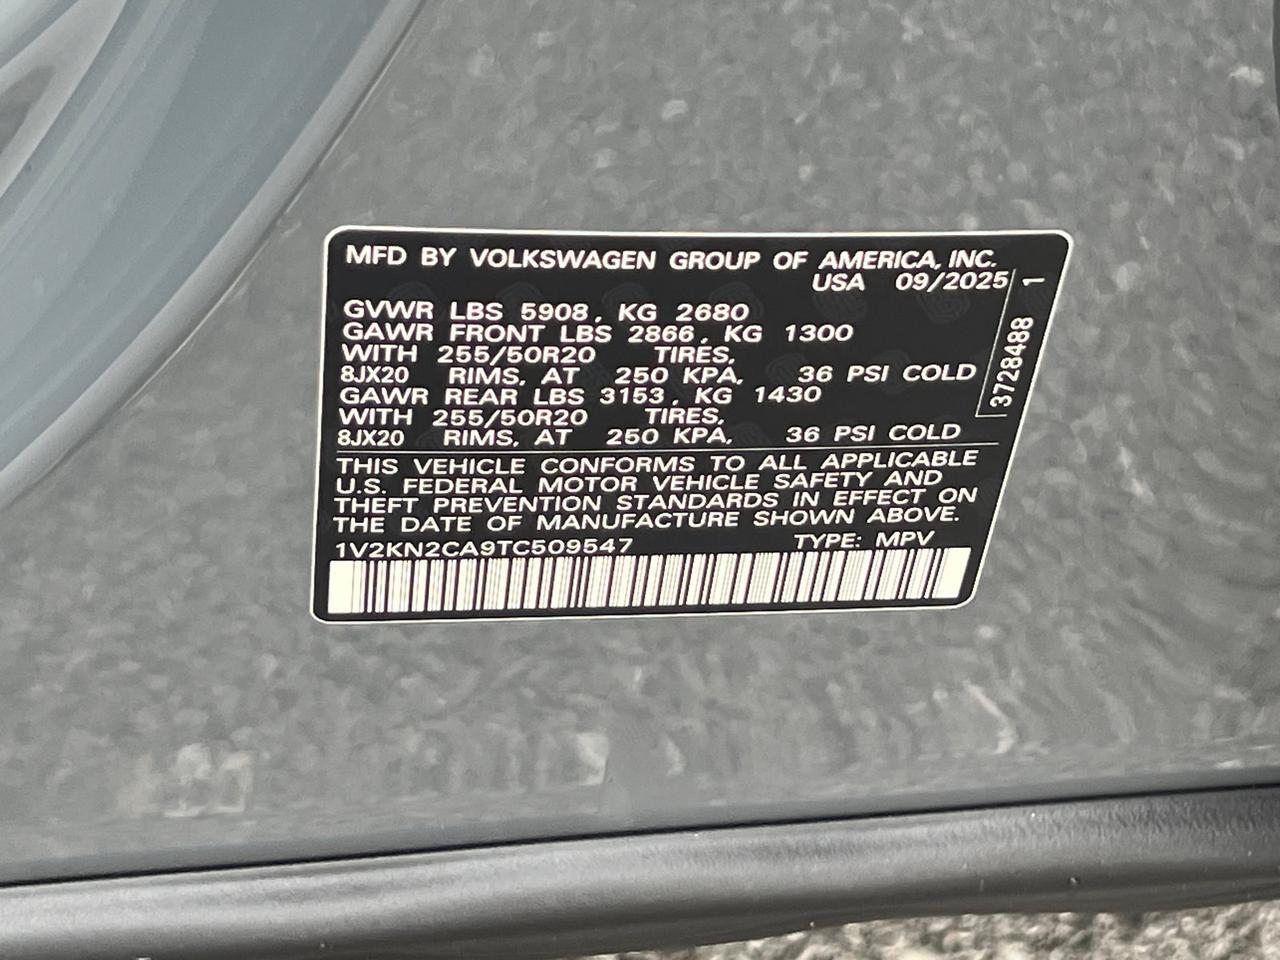 MFD BY VOLKSWAGEN GROUP OF AMERICA, INC.
USA 09/2025
GVWR LBS 5908, KG 2680
GAWR FRONT LBS 2866, KG 1300
WITH 255/50R20 TIRES,
8JX20 RIMS, AT 250 KPA, 36 PSI COLD
GAWR REAR LBS 3153, KG 1430
WITH 255/50R20 TIRES,
8JX20 RIMS, AT 250 KPA, 36 PSI COLD
THIS VEHICLE CONFORMS TO ALL APPLICABLE
U.S. FEDERAL MOTOR VEHICLE SAFETY AND
THEFT PREVENTION STANDARDS IN EFFECT ON
THE DATE OF MANUFACTURE SHOWN ABOVE.
1V2KN2CA9TC509547 TYPE: MPV
3728488 1